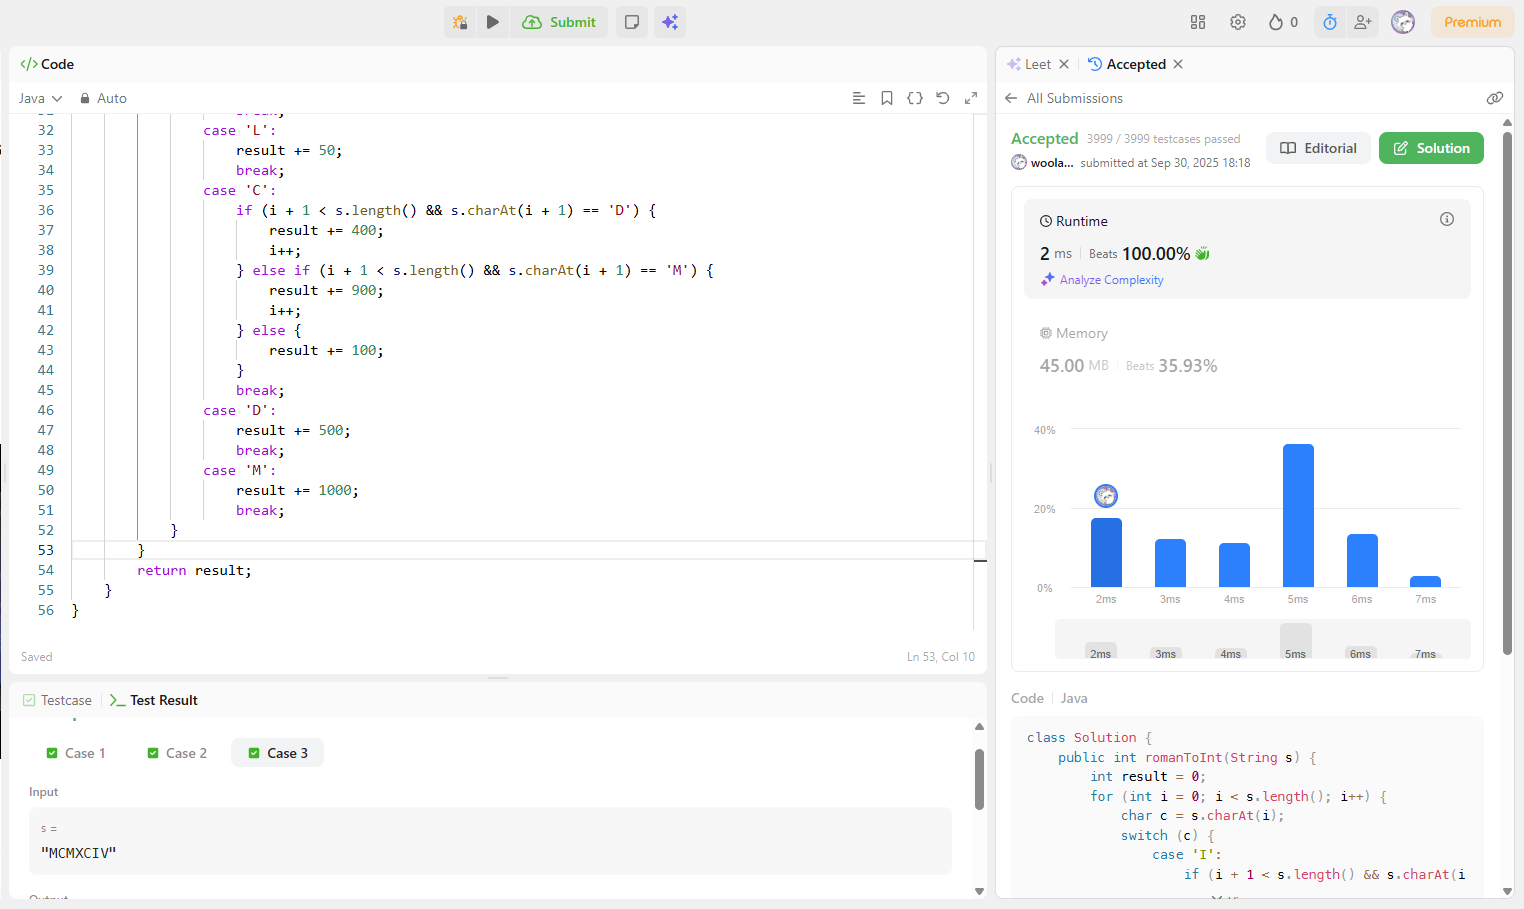 Submit
0
Premium
</> Code
Java
Auto
32 case 'L':
33 result += 50;
34 break;
35 case 'C':
36 if (i + 1 < s.length() && s.charAt(i + 1) == 'D') {
37 result += 400;
38 i++;
39 } else if (i + 1 < s.length() && s.charAt(i + 1) == 'M') {
40 result += 900;
41 i++;
42 } else {
43 result += 100;
44 }
45 break;
46 case 'D':
47 result += 500;
48 break;
49 case 'M':
50 result += 1000;
51 break;
52 }
53 }
54 return result;
55 }
56 }
Saved
Ln 53, Col 10
Testcase
Test Result
Case 1
Case 2
Case 3
Input
s =
"MCMXCIV"
Output
Leet
Accepted
All Submissions
Accepted 3999 / 3999 testcases passed
woola... submitted at Sep 30, 2025 18:18
Editorial
Solution
Runtime
2 ms Beats 100.00%
Analyze Complexity
Memory
45.00 MB Beats 35.93%
40%
20%
0%
2ms 3ms 4ms 5ms 6ms 7ms
2ms 3ms 4ms 5ms 6ms 7ms
Code Java
class Solution {
public int romanToInt(String s) {
int result = 0;
for (int i = 0; i < s.length(); i++) {
char c = s.charAt(i);
switch (c) {
case 'I':
if (i + 1 < s.length() && s.charAt(i